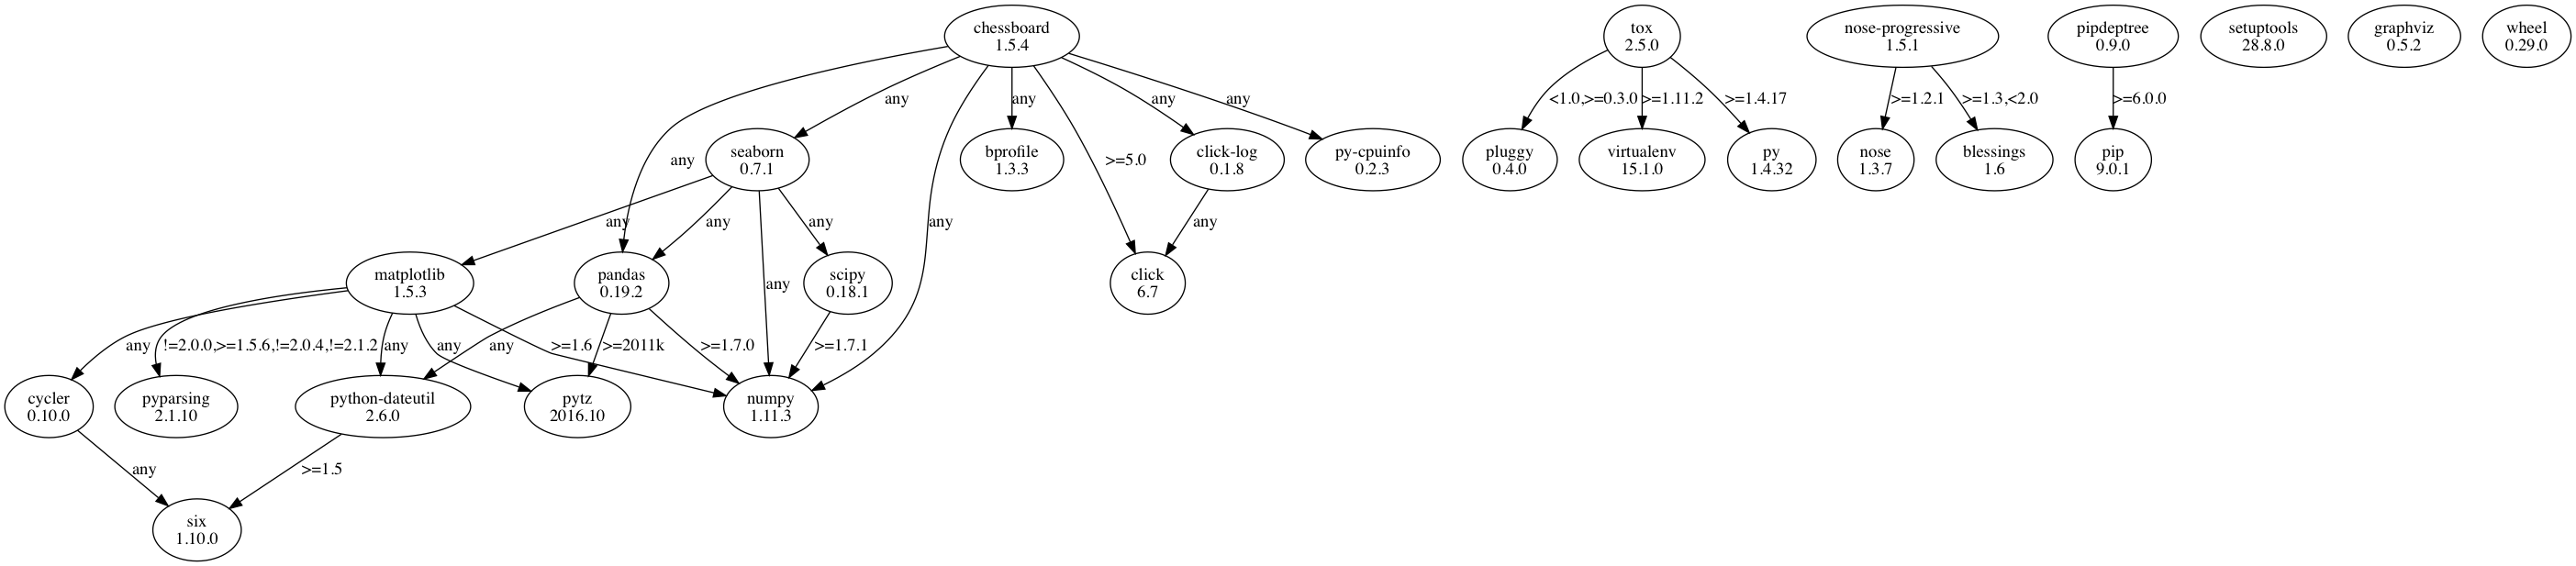 chessboard
1.5.4
tox
2.5.0
nose-progressive
1.5.1
pipdeptree
0.9.0
setuptools
28.8.0
graphviz
0.5.2
wheel
0.29.0
any
any
any
any
<1.0,>=0.3.0
>=1.11.2
>=1.4.17
>=1.2.1
>=1.3,<2.0
>=6.0.0
any
seaborn
0.7.1
bprofile
1.3.3
>=5.0
click-log
0.1.8
py-cpuinfo
0.2.3
pluggy
0.4.0
virtualenv
15.1.0
py
1.4.32
nose
1.3.7
blessings
1.6
pip
9.0.1
any
any
any
any
any
matplotlib
1.5.3
pandas
0.19.2
any
scipy
0.18.1
click
6.7
any
!=2.0.0,>=1.5.6,!=2.0.4,!=2.1.2
any
any
any
>=1.6
>=2011k
>=1.7.0
>=1.7.1
cycler
0.10.0
pyparsing
2.1.10
python-dateutil
2.6.0
pytz
2016.10
numpy
1.11.3
any
>=1.5
six
1.10.0